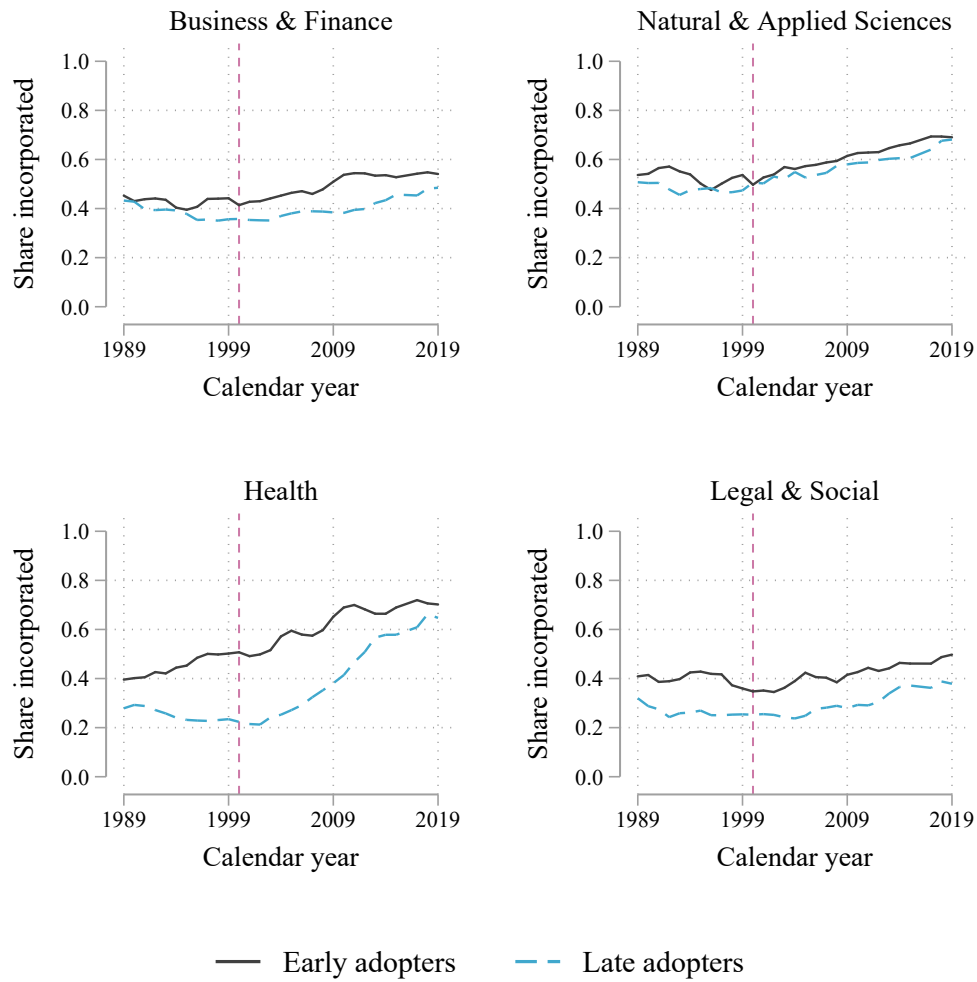 Business & Finance
Share incorporated
1.0
0.8
0.6
0.4
0.2
0.0
1989 1999 2009 2019
Calendar year
Natural & Applied Sciences
Share incorporated
1.0
0.8
0.6
0.4
0.2
0.0
1989 1999 2009 2019
Calendar year
Health
Share incorporated
1.0
0.8
0.6
0.4
0.2
0.0
1989 1999 2009 2019
Calendar year
Legal & Social
Share incorporated
1.0
0.8
0.6
0.4
0.2
0.0
1989 1999 2009 2019
Calendar year
Early adopters Late adopters